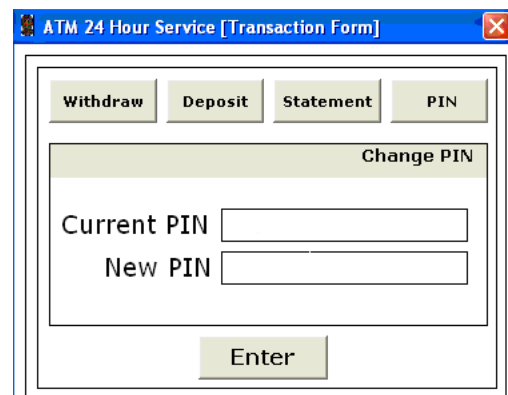 ATM 24 Hour Service [Transaction Form]
Withdraw Deposit Statement PIN
Change PIN
Current PIN
New PIN
Enter